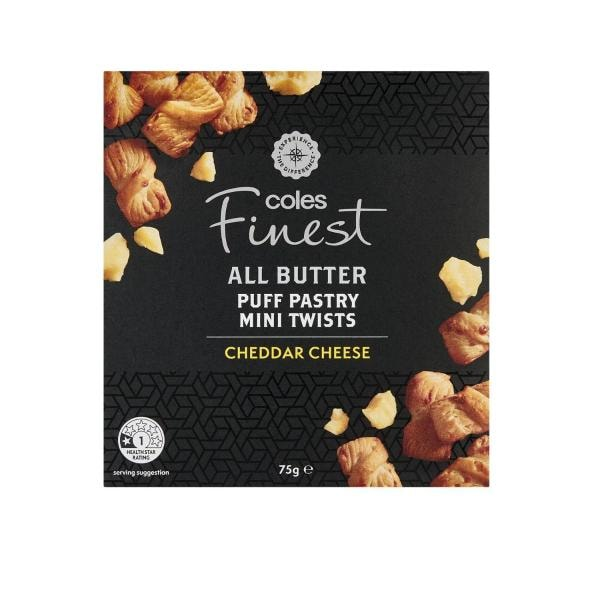 EXPERIENCE
THE DIFFERENCE
coles
Finest
ALL BUTTER
PUFF PASTRY
MINI TWISTS
CHEDDAR CHEESE
1
HEALTH STAR
RATING
serving suggestion
75g ℮